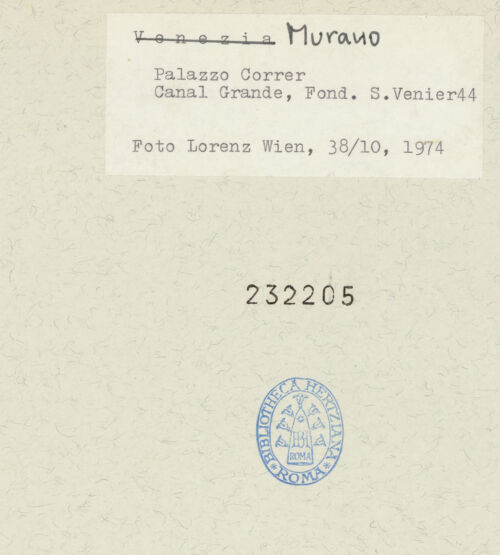 Venezia Murano
Palazzo Correr
Canal Grande, Fond. S.Venier44
Foto Lorenz Wien, 38/10, 1974
232205
BIBLIOTHECA HERTZIANA
BH
ROMA
* ROMA *